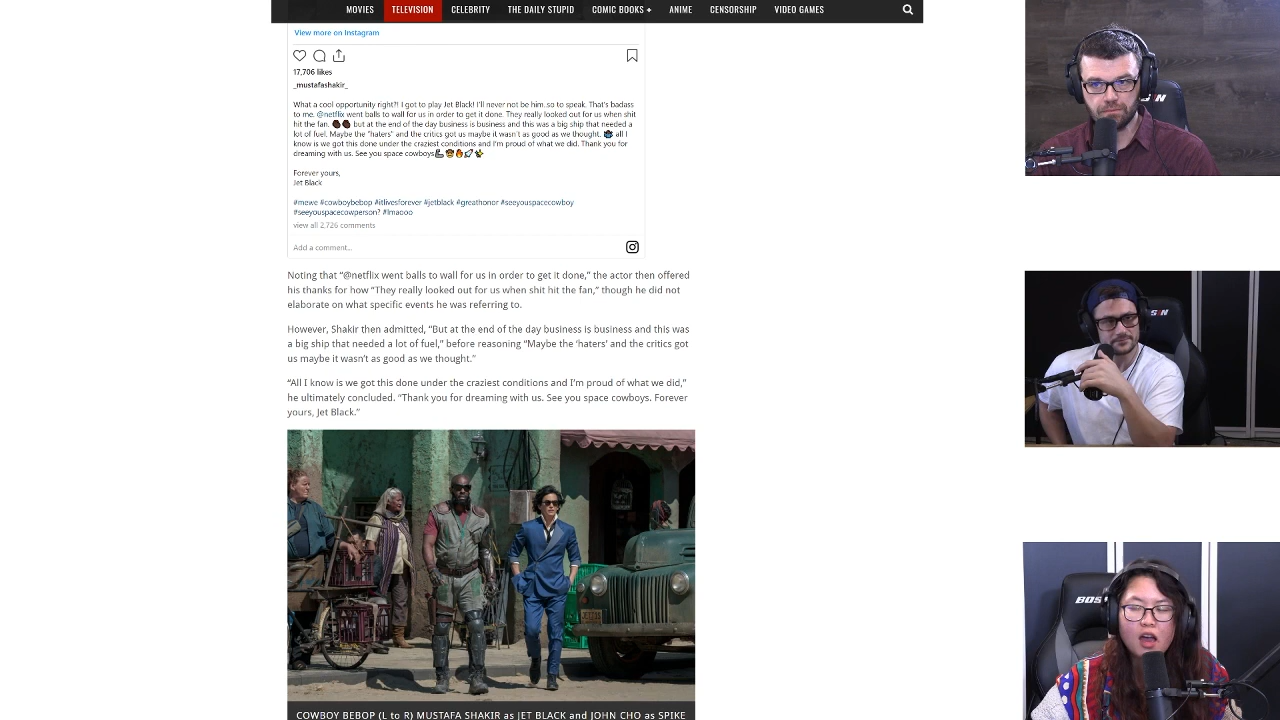 MOVIES TELEVISION CELEBRITY THE DAILY STUPID COMIC BOOKS + ANIME CENSORSHIP VIDEO GAMES
View more on Instagram
17,706 likes
_mustafashakir_
What a cool opportunity right?! I got to play Jet Black! I'll never not be him, so to speak. That's badass
to me. @netflix went balls to wall for us in order to get it done. They really looked out for us when shit
hit the fan. ✊🏿✊🏿 but at the end of the day business is business and this was a big ship that needed a
lot of fuel. Maybe the "haters" and the critics got us maybe it wasn't as good as we thought. all I
know is we got this done under the craziest conditions and I'm proud of what we did. Thank you for
dreaming with us. See you space cowboys
Forever yours,
Jet Black
#mewe #cowboybebop #itlivesforever #jetblack #greathonor #seeyouspacecowboy
#seeyouspacecowperson? #lmaooo
view all 2,726 comments
Add a comment...
Noting that “@netflix went balls to wall for us in order to get it done,” the actor then offered
his thanks for how “They really looked out for us when shit hit the fan,” though he did not
elaborate on what specific events he was referring to.
However, Shakir then admitted, “But at the end of the day business is business and this was
a big ship that needed a lot of fuel,” before reasoning “Maybe the ‘haters’ and the critics got
us maybe it wasn’t as good as we thought.”
“All I know is we got this done under the craziest conditions and I’m proud of what we did,”
he ultimately concluded. “Thank you for dreaming with us. See you space cowboys. Forever
yours, Jet Black.”
COWBOY BEBOP (L to R) MUSTAFA SHAKIR as JET BLACK and JOHN CHO as SPIKE